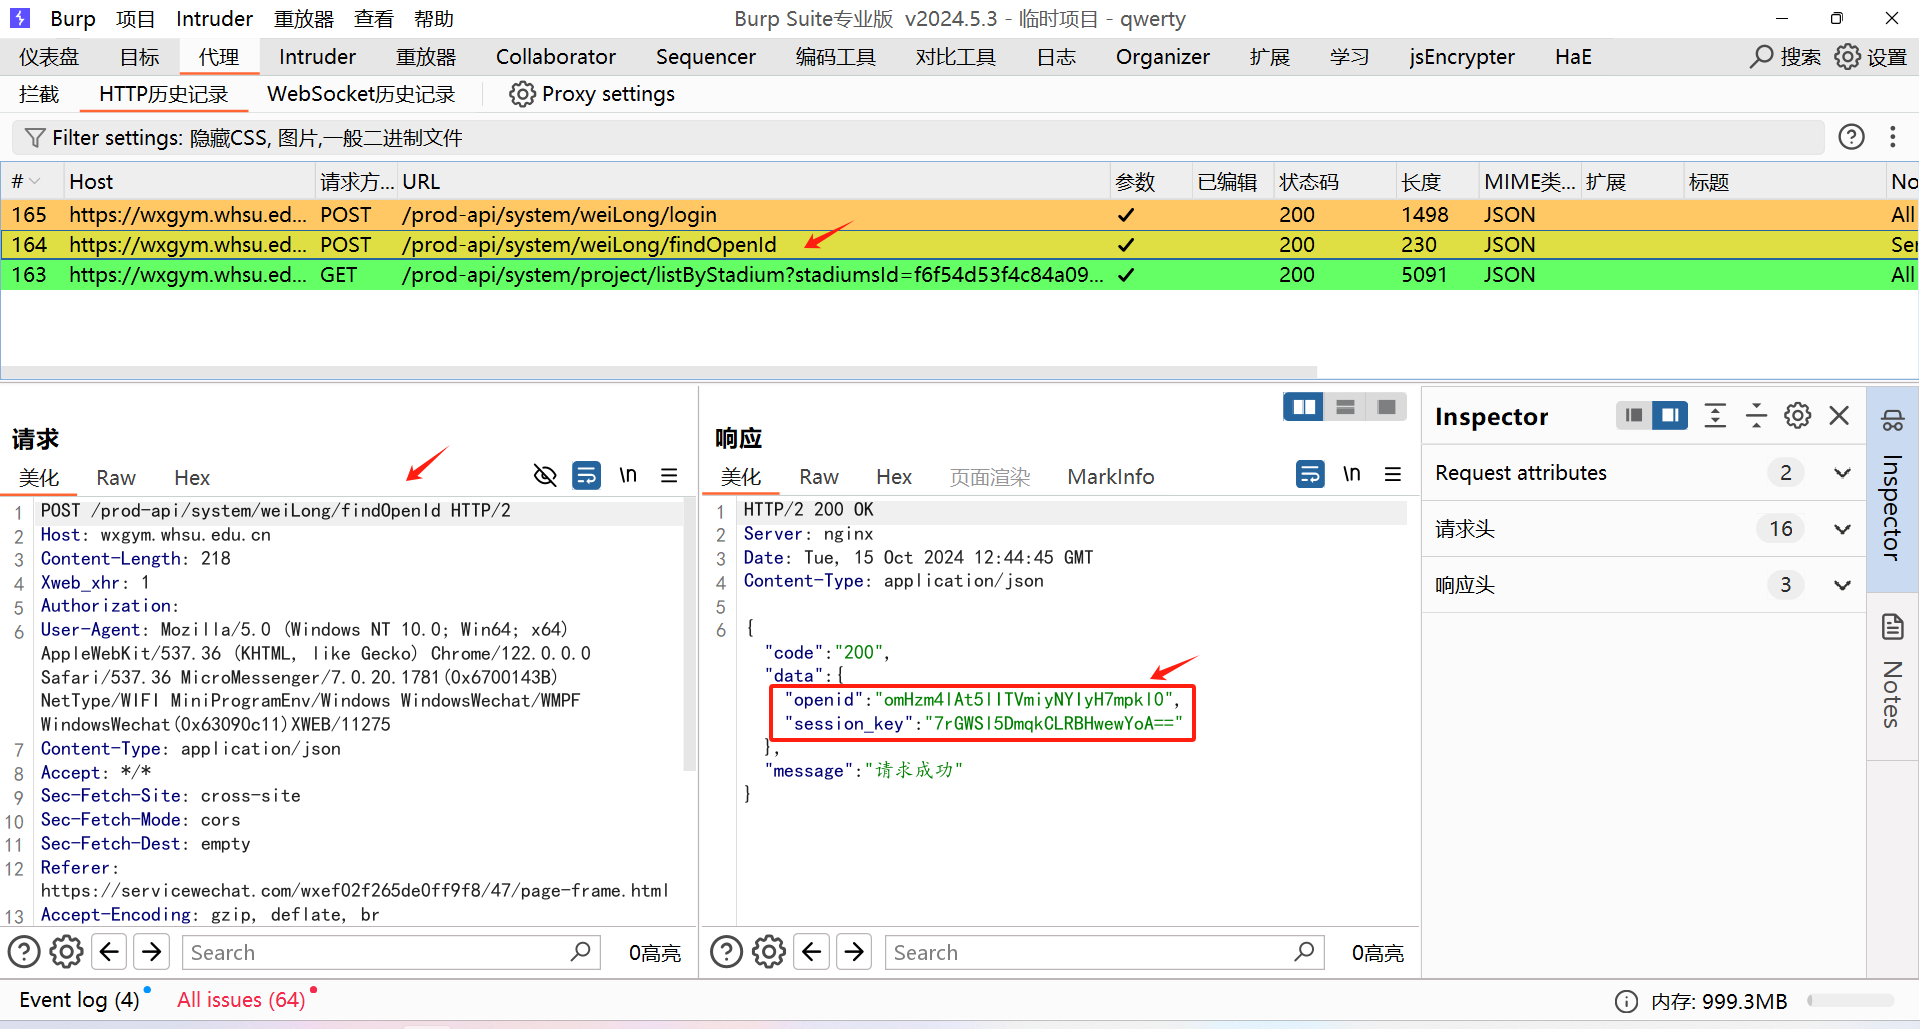 Burp 项目 Intruder 重放器 查看 帮助 Burp Suite专业版 v2024.5.3 - 临时项目 - qwerty
仪表盘 目标 代理 Intruder 重放器 Collaborator Sequencer 编码工具 对比工具 日志 Organizer 扩展 学习 jsEncrypter HaE 搜索 设置
拦截 HTTP历史记录 WebSocket历史记录 Proxy settings
Filter settings: 隐藏CSS, 图片,一般二进制文件
# Host 请求方... URL 参数 已编辑 状态码 长度 MIME类... 扩展 标题 No
165 https://wxgym.whsu.ed... POST /prod-api/system/weiLong/login ✓ 200 1498 JSON All
164 https://wxgym.whsu.ed... POST /prod-api/system/weiLong/findOpenId ✓ 200 230 JSON Ser
163 https://wxgym.whsu.ed... GET /prod-api/system/project/listByStadium?stadiumsId=f6f54d53f4c84a09... ✓ 200 5091 JSON All
请求
美化 Raw Hex \n
1 POST /prod-api/system/weiLong/findOpenId HTTP/2
2 Host: wxgym.whsu.edu.cn
3 Content-Length: 218
4 Xweb_xhr: 1
5 Authorization:
6 User-Agent: Mozilla/5.0 (Windows NT 10.0; Win64; x64)
AppleWebKit/537.36 (KHTML, like Gecko) Chrome/122.0.0.0
Safari/537.36 MicroMessenger/7.0.20.1781(0x6700143B)
NetType/WIFI MiniProgramEnv/Windows WindowsWechat/WMPF
WindowsWechat(0x63090c11)XWEB/11275
7 Content-Type: application/json
8 Accept: */*
9 Sec-Fetch-Site: cross-site
10 Sec-Fetch-Mode: cors
11 Sec-Fetch-Dest: empty
12 Referer:
https://servicewechat.com/wxef02f265de0ff9f8/47/page-frame.html
13 Accept-Encoding: gzip, deflate, br
Search 0高亮
响应
美化 Raw Hex 页面渲染 MarkInfo \n
1 HTTP/2 200 OK
2 Server: nginx
3 Date: Tue, 15 Oct 2024 12:44:45 GMT
4 Content-Type: application/json
5
6 {
"code":"200",
"data":{
"openid":"omHzm4lAt5llTVmiyNYlyH7mpkl0",
"session_key":"7rGWSl5DmqkCLRBHwewYoA=="
},
"message":"请求成功"
}
Search 0高亮
Inspector
Request attributes 2
请求头 16
响应头 3
Inspector
Notes
Event log (4) All issues (64) 内存: 999.3MB